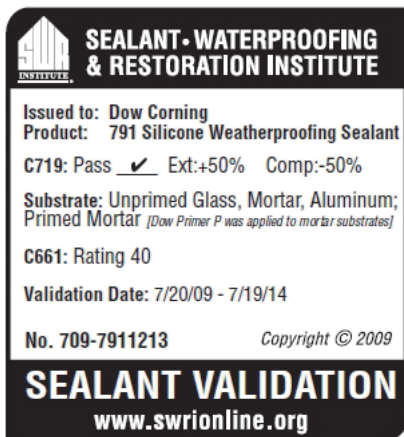 SWR
INSTITUTE
SEALANT • WATERPROOFING
& RESTORATION INSTITUTE
Issued to: Dow Corning
Product: 791 Silicone Weatherproofing Sealant
C719: Pass ✔ Ext:+50% Comp:-50%
Substrate: Unprimed Glass, Mortar, Aluminum;
Primed Mortar [Dow Primer P was applied to mortar substrates]
C661: Rating 40
Validation Date: 7/20/09 - 7/19/14
No. 709-7911213 Copyright © 2009
SEALANT VALIDATION
www.swrionline.org